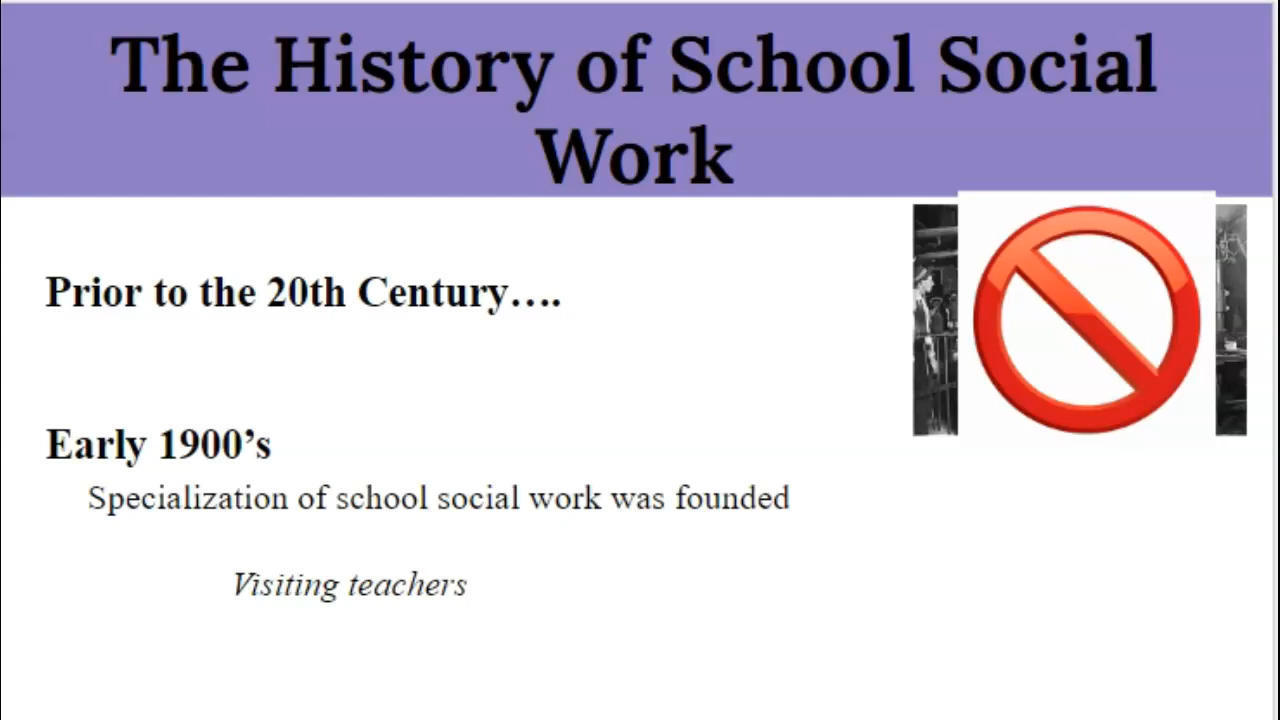 The History of School Social
Work
Prior to the 20th Century….
Early 1900’s
Specialization of school social work was founded
Visiting teachers